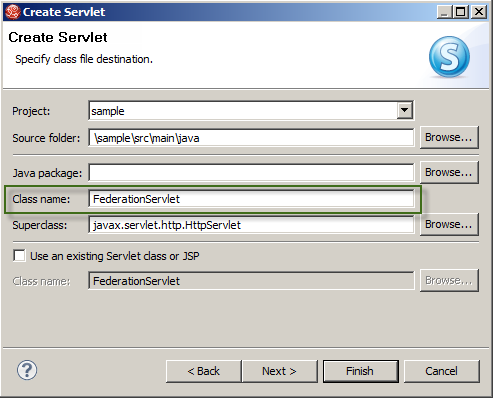 Create Servlet
Create Servlet
Specify class file destination.
S
Project: sample
Source folder: \sample\src\main\java Browse...
Java package: Browse...
Class name: FederationServlet
Superclass: javax.servlet.http.HttpServlet Browse...
Use an existing Servlet class or JSP
Class name: FederationServlet Browse...
? < Back Next > Finish Cancel